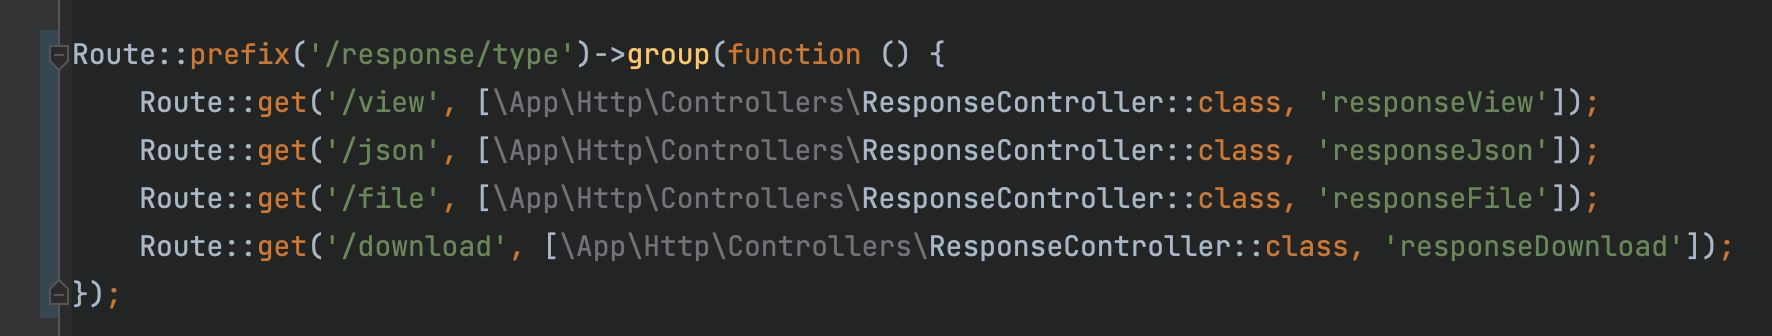 Route::prefix('/response/type')->group(function () {
    Route::get('/view', [\App\Http\Controllers\ResponseController::class, 'responseView']);
    Route::get('/json', [\App\Http\Controllers\ResponseController::class, 'responseJson']);
    Route::get('/file', [\App\Http\Controllers\ResponseController::class, 'responseFile']);
    Route::get('/download', [\App\Http\Controllers\ResponseController::class, 'responseDownload']);
});